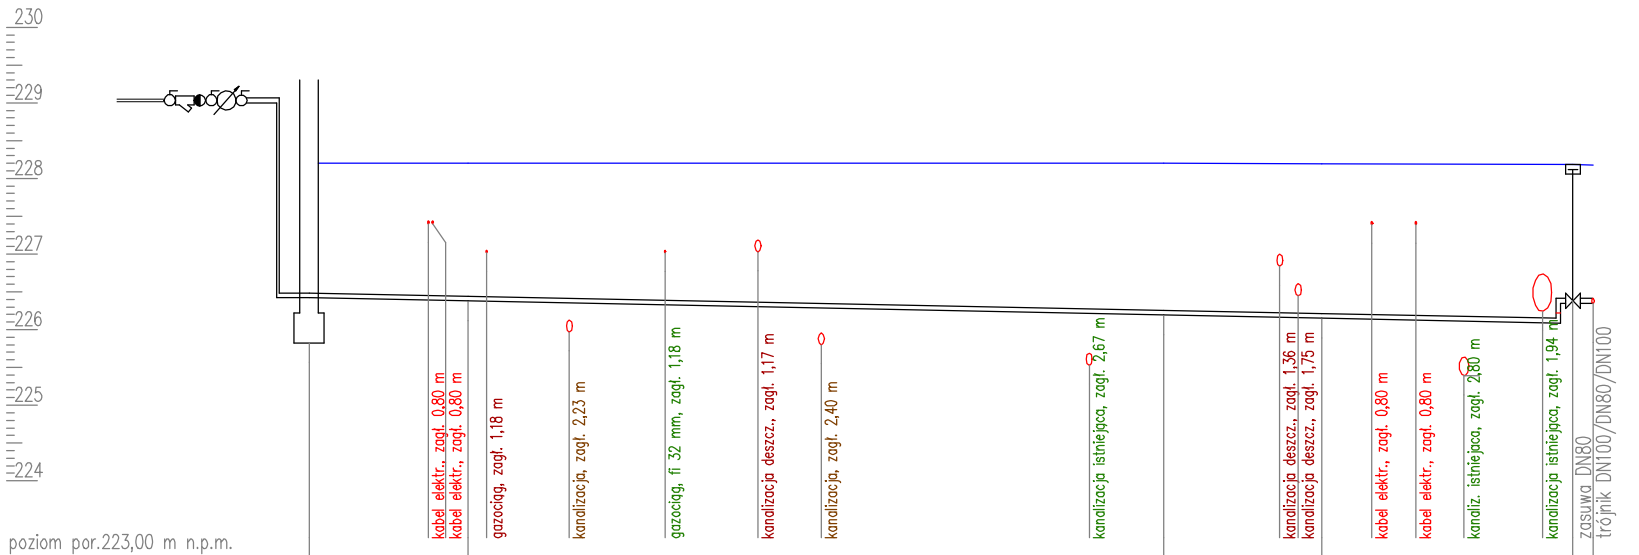 230
229
228
227
226
225
224
poziom por.223,00 m n.p.m.
kabel elektr., zagł. 0,80 m
kabel elektr., zagł. 0,80 m
gazociąg, zagł. 1,18 m
kanalizacja, zagł. 2,23 m
gazociąg, fi 32 mm, zagł. 1,18 m
kanalizacja deszcz., zagł. 1,17 m
kanalizacja, zagł. 2,40 m
kanalizacja istniejąca, zagł. 2,67 m
kanalizacja deszcz., zagł. 1,36 m
kanalizacja deszcz., zagł. 1,75 m
kabel elektr., zagł. 0,80 m
kabel elektr., zagł. 0,80 m
kanaliz. istniejaca, zagł. 2,80 m
kanalizacja istniejąca, zagł. 1,94 m
zasuwa DN80
trójnik DN100/DN80/DN100